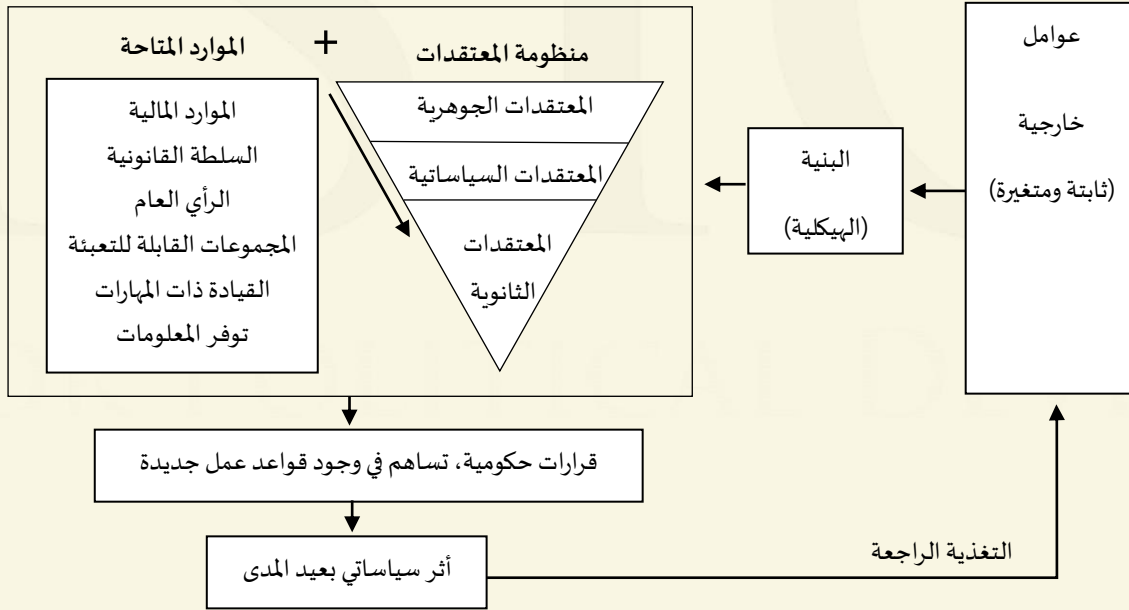 عوامل
خارجية
(ثابتة ومتغيرة)
البنية
(الهيكلية)
منظومة المعتقدات
+
الموارد المتاحة
المعتقدات الجوهرية
المعتقدات السياساتية
المعتقدات
الثانوية
الموارد المالية
السلطة القانونية
الرأي العام
المجموعات القابلة للتعبئة
القيادة ذات المهارات
توفر المعلومات
قرارات حكومية، تساهم في وجود قواعد عمل جديدة
أثر سياساتي بعيد المدى
التغذية الراجعة